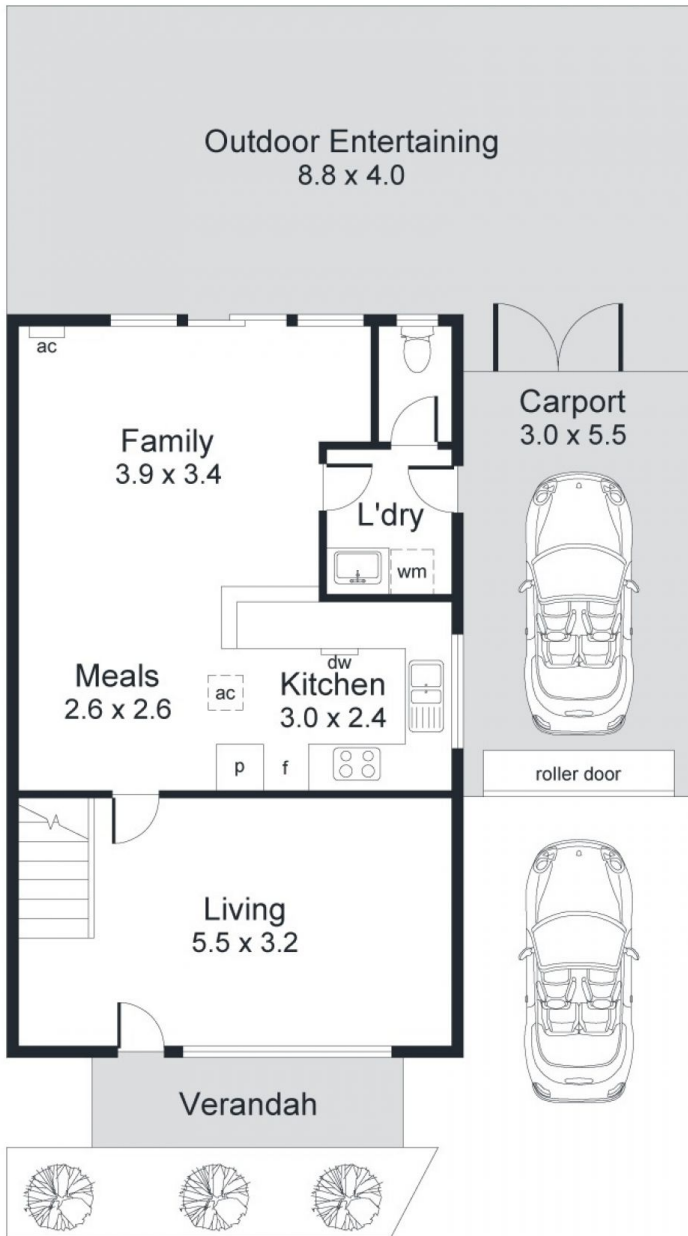 Outdoor Entertaining
8.8 x 4.0
ac
Family
3.9 x 3.4
Carport
3.0 x 5.5
L'dry
wm
Meals
2.6 x 2.6
ac
dw
Kitchen
3.0 x 2.4
p
f
roller door
Living
5.5 x 3.2
Verandah